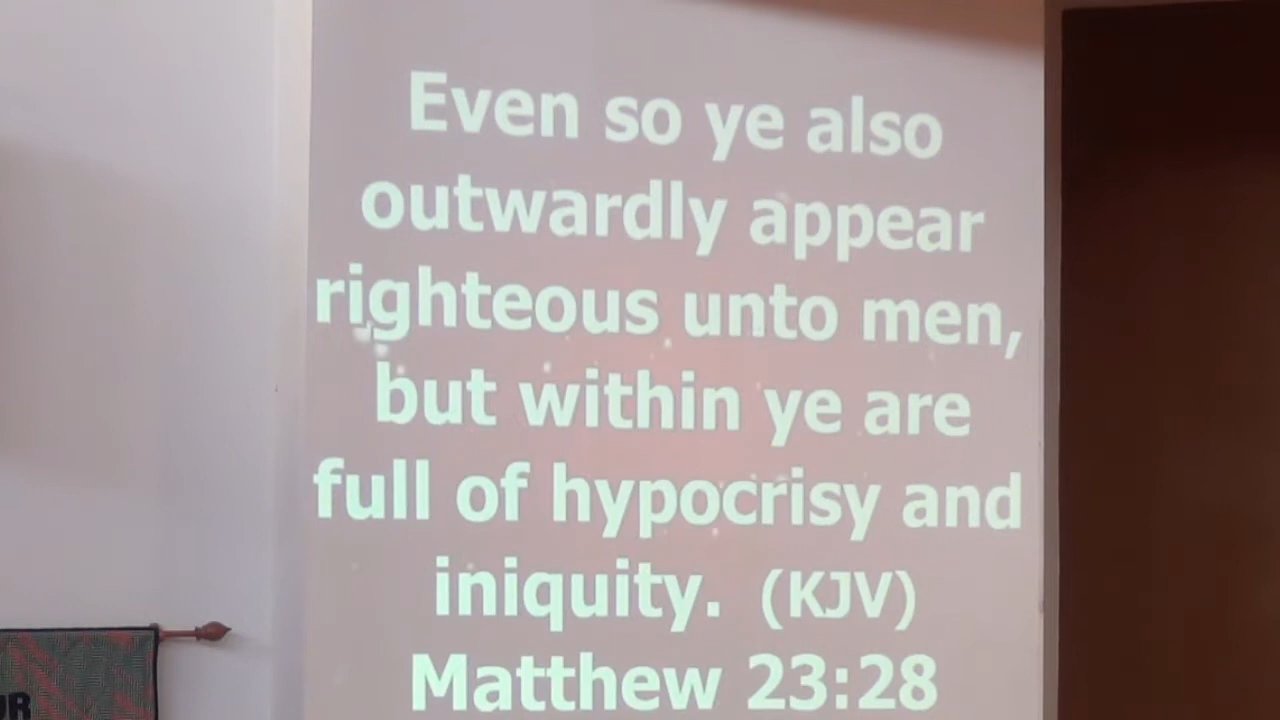 Even so ye also
outwardly appear
righteous unto men,
but within ye are
full of hypocrisy and
iniquity. (KJV)
Matthew 23:28